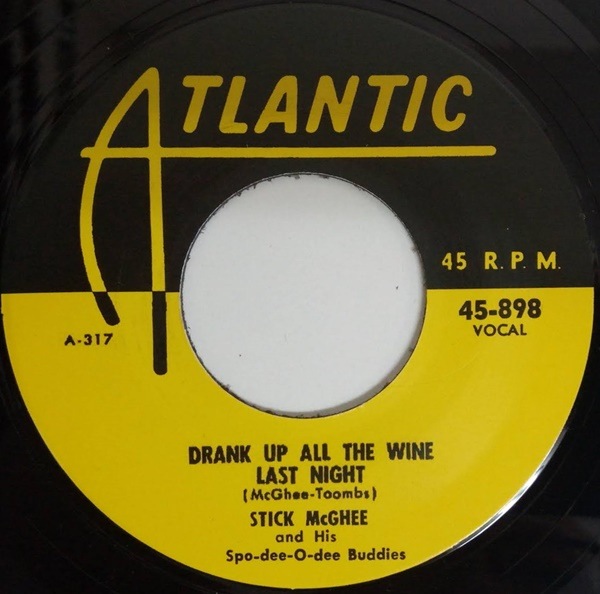 ATLANTIC
45 R.P.M.
45-898
VOCAL
A-317
DRANK UP ALL THE WINE
LAST NIGHT
(McGhee-Toombs)
STICK McGHEE
and His
Spo-dee-O-dee Buddies